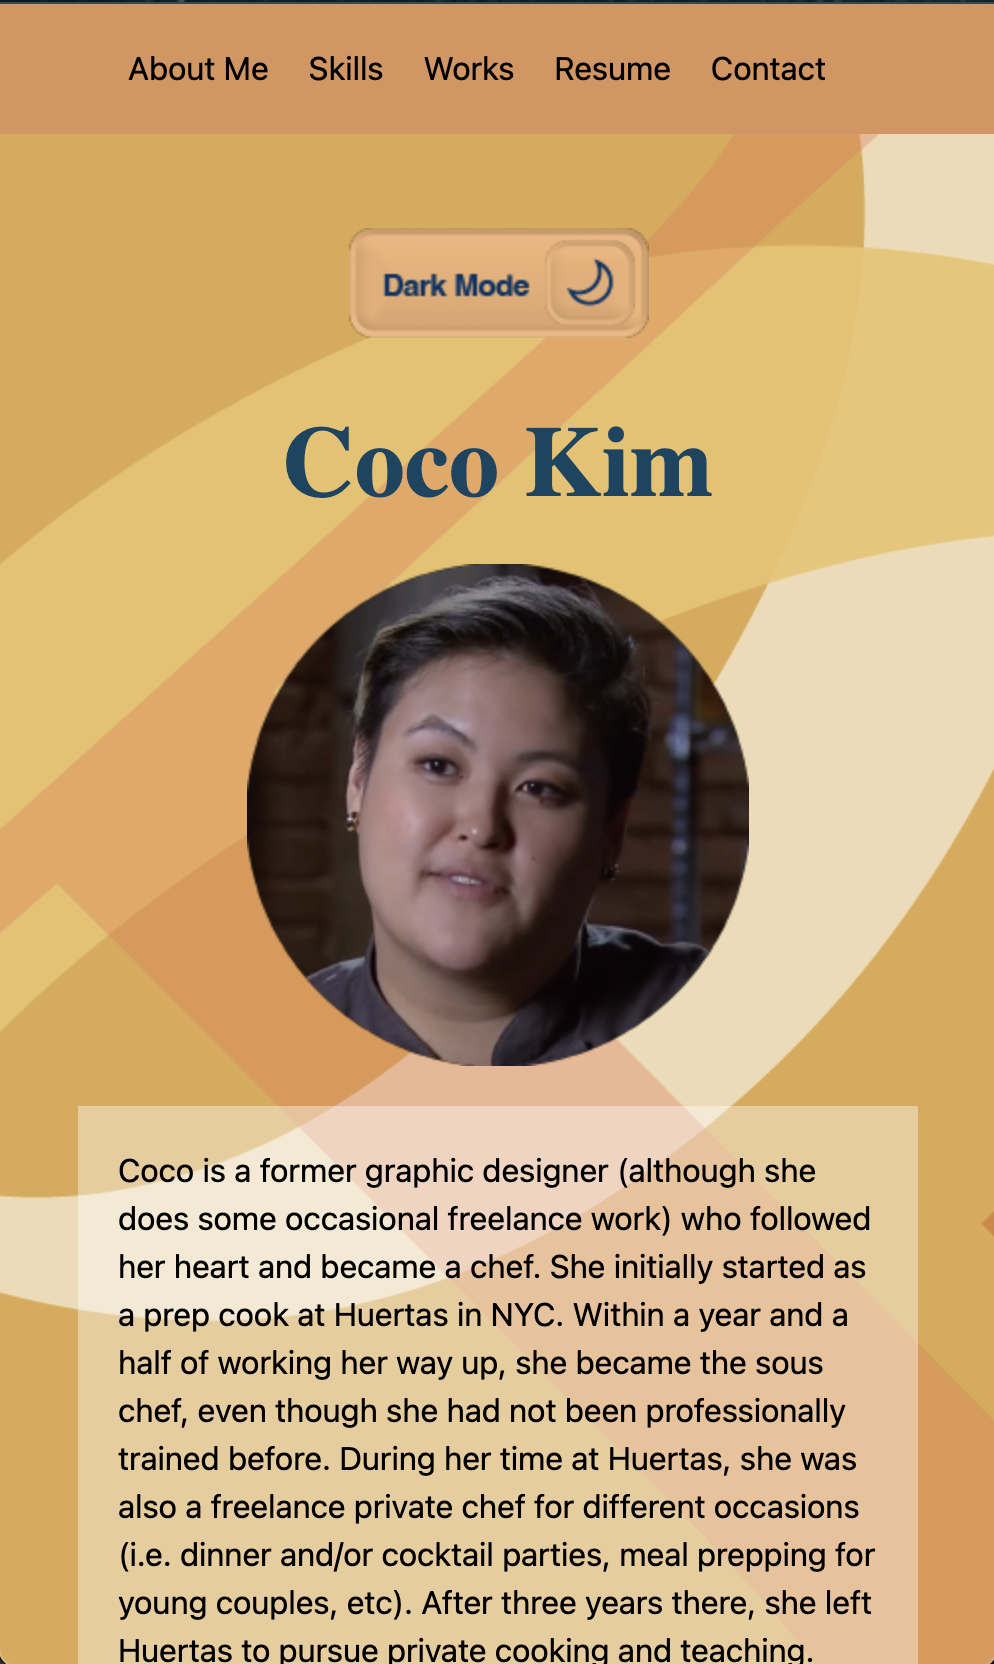 About Me Skills Works Resume Contact
Dark Mode
Coco Kim
Coco is a former graphic designer (although she
does some occasional freelance work) who followed
her heart and became a chef. She initially started as
a prep cook at Huertas in NYC. Within a year and a
half of working her way up, she became the sous
chef, even though she had not been professionally
trained before. During her time at Huertas, she was
also a freelance private chef for different occasions
(i.e. dinner and/or cocktail parties, meal prepping for
young couples, etc). After three years there, she left
Huertas to pursue private cooking and teaching.